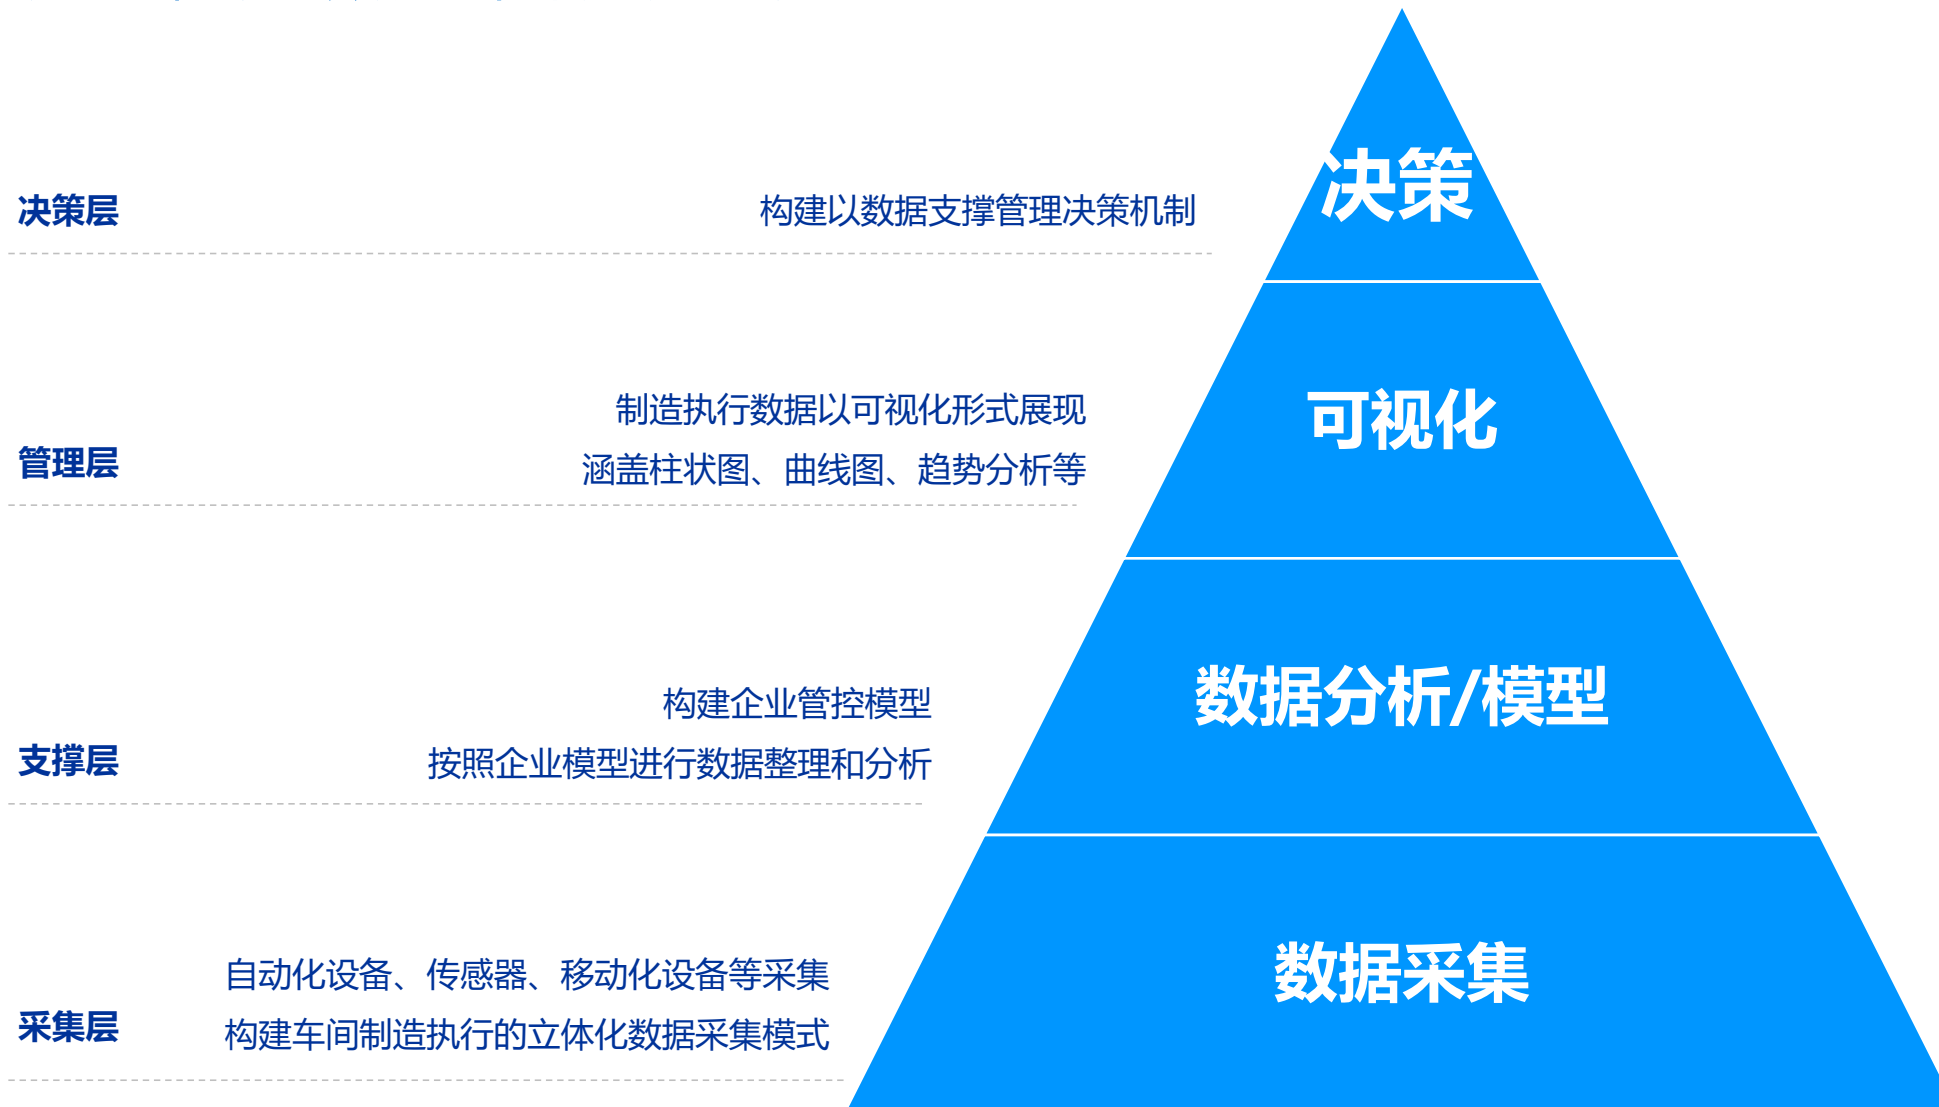 决策
决策层
构建以数据支撑管理决策机制
可视化
制造执行数据以可视化形式展现
涵盖柱状图、曲线图、趋势分析等
管理层
数据分析/模型
构建企业管控模型
按照企业模型进行数据整理和分析
支撑层
数据采集
自动化设备、传感器、移动化设备等采集
构建车间制造执行的立体化数据采集模式
采集层